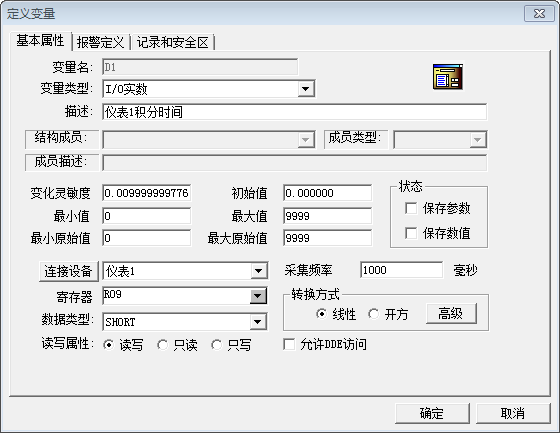 定义变量
基本属性 报警定义 记录和安全区
变量名: D1
变量类型: I/O实数
描述: 仪表1积分时间
结构成员: 成员类型:
成员描述:
变化灵敏度 0.009999999776 初始值 0.000000 状态
最小值 0 最大值 9999 保存参数
最小原始值 0 最大原始值 9999 保存数值
连接设备 仪表1 采集频率 1000 毫秒
寄存器 R09 转换方式
数据类型: SHORT 线性 开方 高级
读写属性: 读写 只读 只写 允许DDE访问
确定 取消